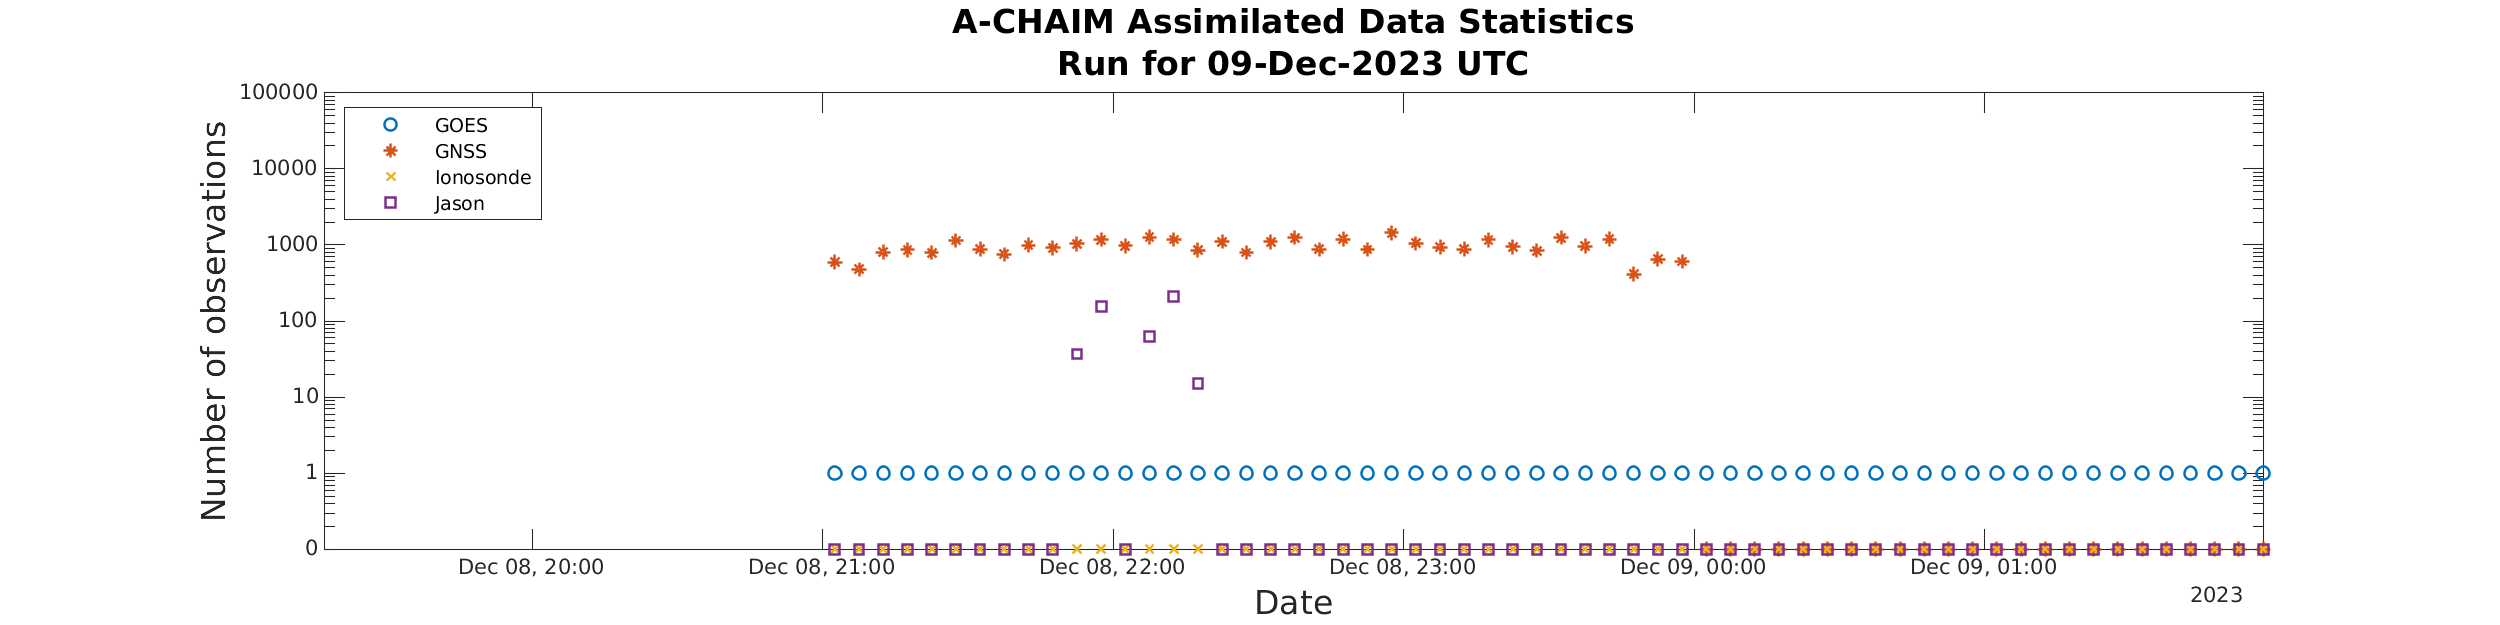 A-CHAIM Assimilated Data Statistics
Run for 09-Dec-2023 UTC
Number of observations
100000
10000
1000
100
10
1
0
GOES
GNSS
Ionosonde
Jason
Dec 08, 20:00
Dec 08, 21:00
Dec 08, 22:00
Dec 08, 23:00
Dec 09, 00:00
Dec 09, 01:00
2023
Date